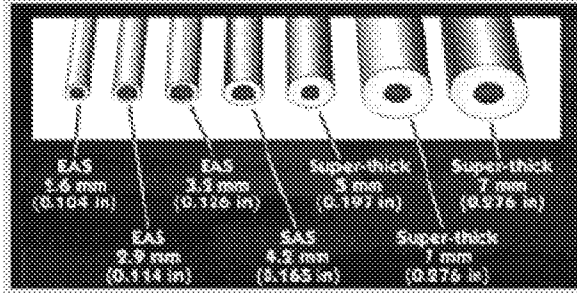 EAS
2.6 mm
(0.104 in)
EAS
2.9 mm
(0.114 in)
EAS
3.2 mm
(0.126 in)
SAS
4.2 mm
(0.165 in)
Super-thick
5 mm
(0.197 in)
Super-thick
7 mm
(0.276 in)
Super-thick
7 mm
(0.276 in)